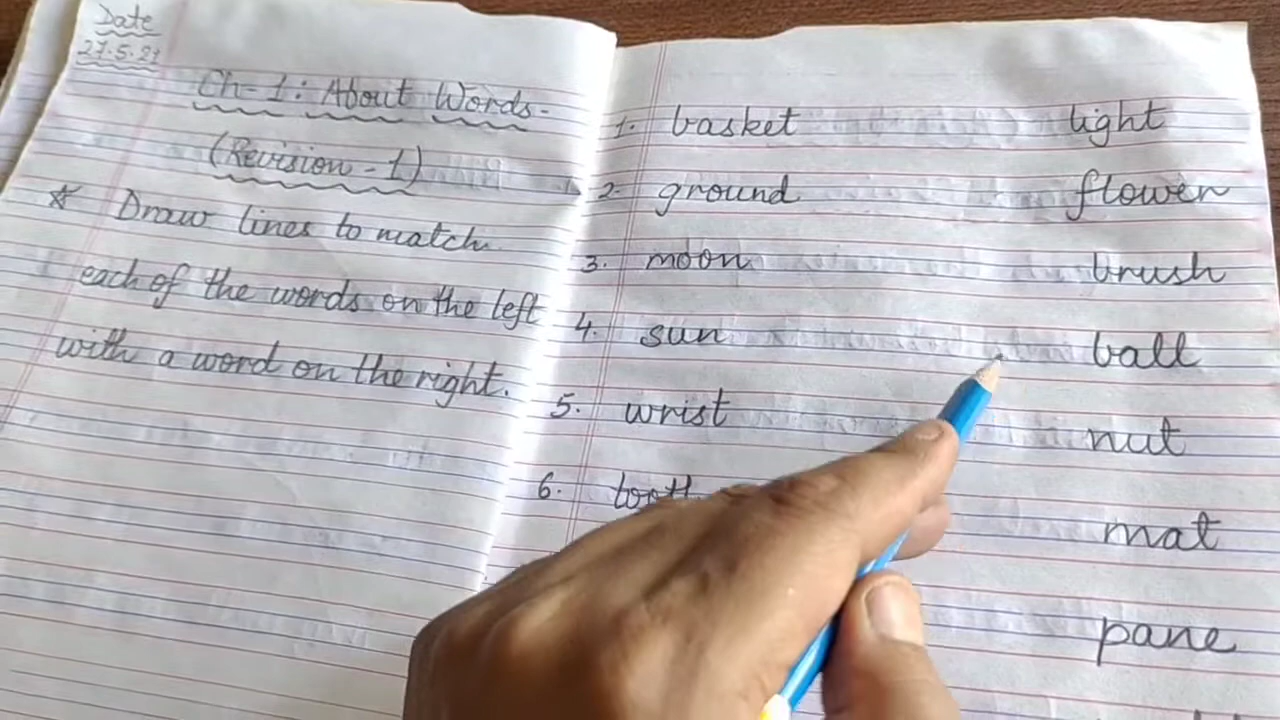 Date
27.5.21
Ch-1: About Words-
(Revision-1)
☆ Draw lines to match
each of the words on the left
with a word on the right.
1. basket light
2. ground flower
3. moon brush
4. sun ball
5. wrist nut
6. mat
pane